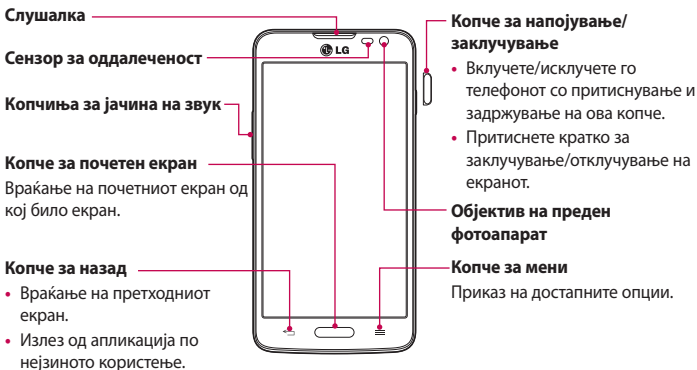 Слушалка
Сензор за оддалеченост
Копчиња за јачина на звук
Копче за почетен екран
Враќање на почетниот екран од
кој било екран.
Копче за назад
• Враќање на претходниот
екран.
• Излез од апликација по
нејзиното користење.
LG
Копче за напојување/
заклучување
• Вклучете/исклучете го
телефонот со притиснување и
задржување на ова копче.
• Притиснете кратко за
заклучување/отклучување на
екранот.
Објектив на преден
фотоапарат
Копче за мени
Приказ на достапните опции.